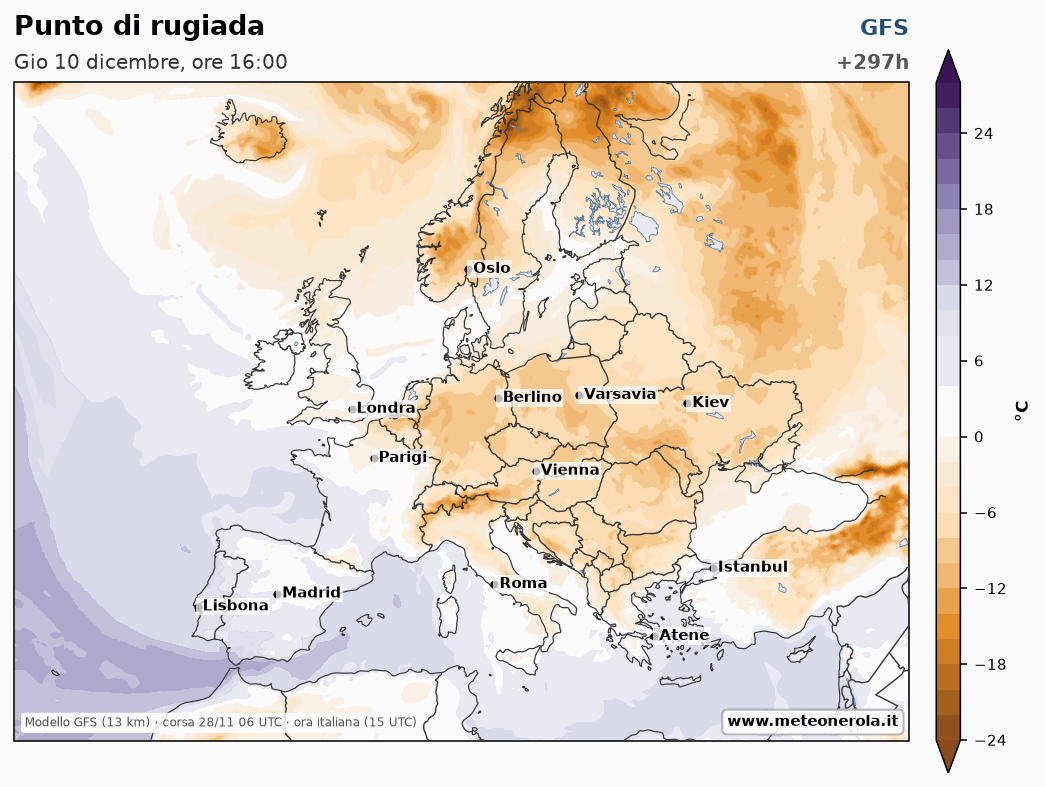 Punto di rugiada
GFS
Gio 10 dicembre, ore 16:00
+297h
Oslo
Berlino
Varsavia
Kiev
Londra
Parigi
Vienna
Istanbul
Roma
Madrid
Lisbona
Atene
Modello GFS (13 km) · corsa 28/11 06 UTC · ora italiana (15 UTC)
www.meteonerola.it
24
18
12
6
0
−6
−12
−18
−24
°C